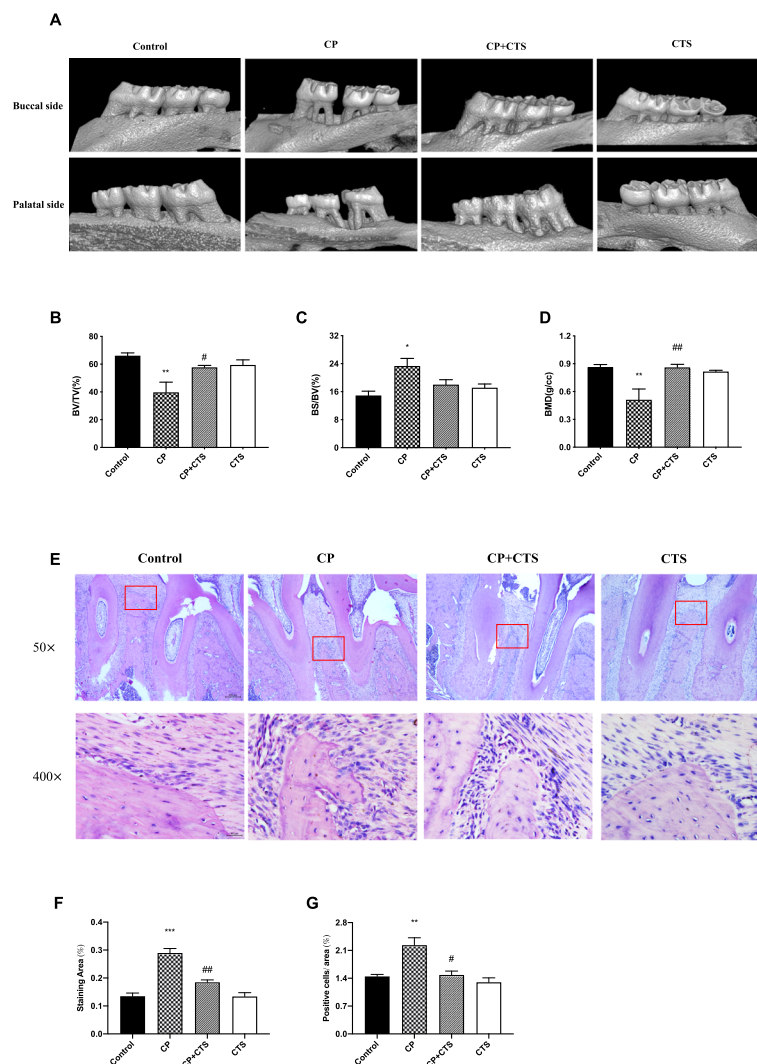 A
Control CP CP+CTS CTS
Buccal side
Palatal side
B
BV/TV(%)
80
60
40
20
0
**
#
Control CP CP+CTS CTS
C
BS/BV(%)
32
24
16
8
0
*
Control CP CP+CTS CTS
D
BMD(g/cc)
1.2
0.9
0.6
0.3
0.0
**
##
Control CP CP+CTS CTS
E
Control CP CP+CTS CTS
50×
400×
F
Staining Area (%)
0.4
0.3
0.2
0.1
0.0
***
##
Control CP CP+CTS CTS
G
Positive cells/ area (%)
2.8
2.1
1.4
0.7
0.0
**
#
Control CP CP+CTS CTS